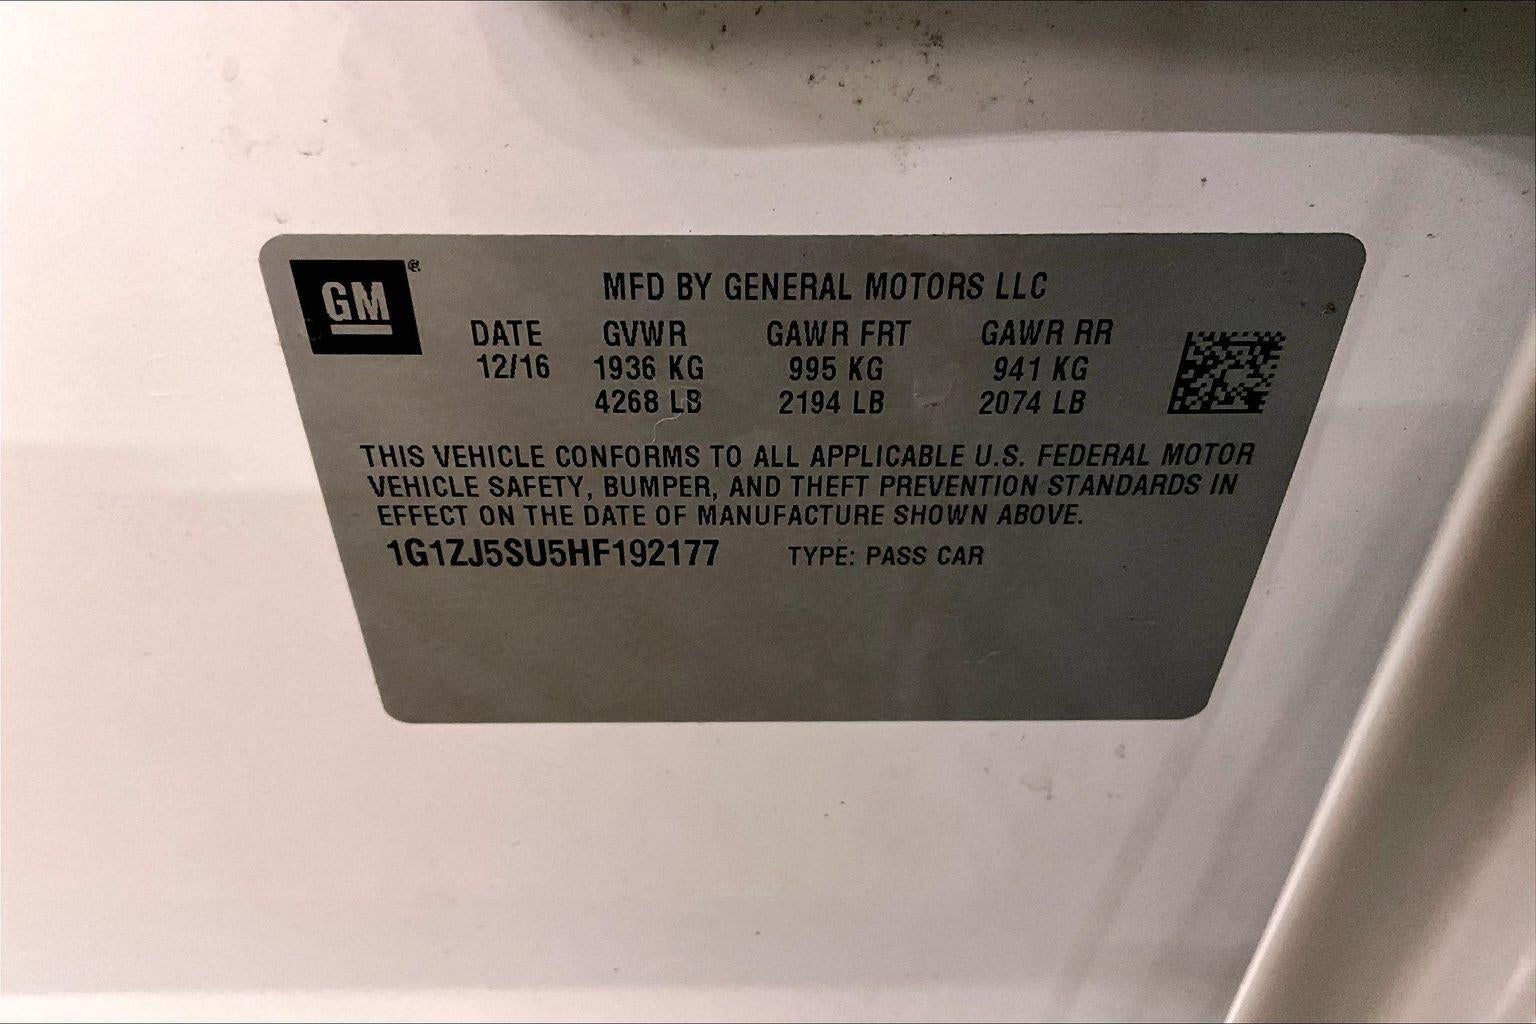 GM®
MFD BY GENERAL MOTORS LLC
DATE GVWR GAWR FRT GAWR RR
12/16 1936 KG 995 KG 941 KG
4268 LB 2194 LB 2074 LB
THIS VEHICLE CONFORMS TO ALL APPLICABLE U.S. FEDERAL MOTOR
VEHICLE SAFETY, BUMPER, AND THEFT PREVENTION STANDARDS IN
EFFECT ON THE DATE OF MANUFACTURE SHOWN ABOVE.
1G1ZJ5SU5HF192177 TYPE: PASS CAR